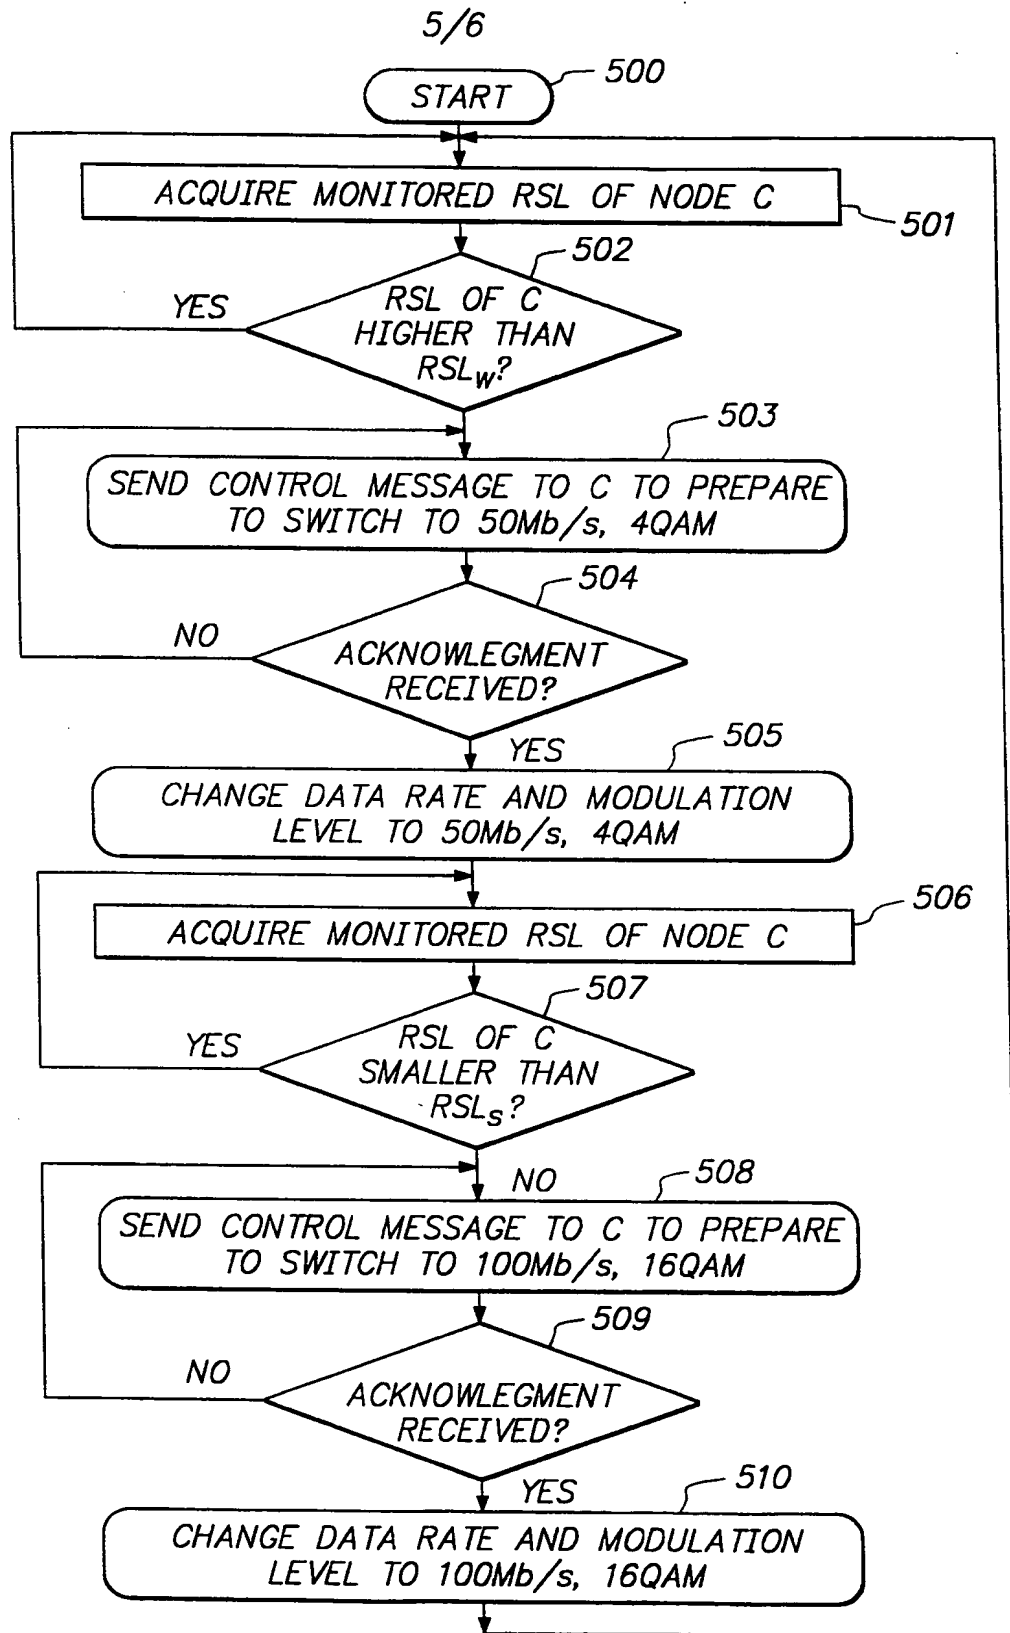 5/6
500
START
ACQUIRE MONITORED RSL OF NODE C
501
502
YES
RSL OF C
HIGHER THAN
RSLw?
503
SEND CONTROL MESSAGE TO C TO PREPARE
TO SWITCH TO 50Mb/s, 4QAM
504
NO
ACKNOWLEGMENT
RECEIVED?
YES
505
CHANGE DATA RATE AND MODULATION
LEVEL TO 50Mb/s, 4QAM
506
ACQUIRE MONITORED RSL OF NODE C
507
YES
RSL OF C
SMALLER THAN
RSLs?
NO
508
SEND CONTROL MESSAGE TO C TO PREPARE
TO SWITCH TO 100Mb/s, 16QAM
509
NO
ACKNOWLEGMENT
RECEIVED?
YES
510
CHANGE DATA RATE AND MODULATION
LEVEL TO 100Mb/s, 16QAM